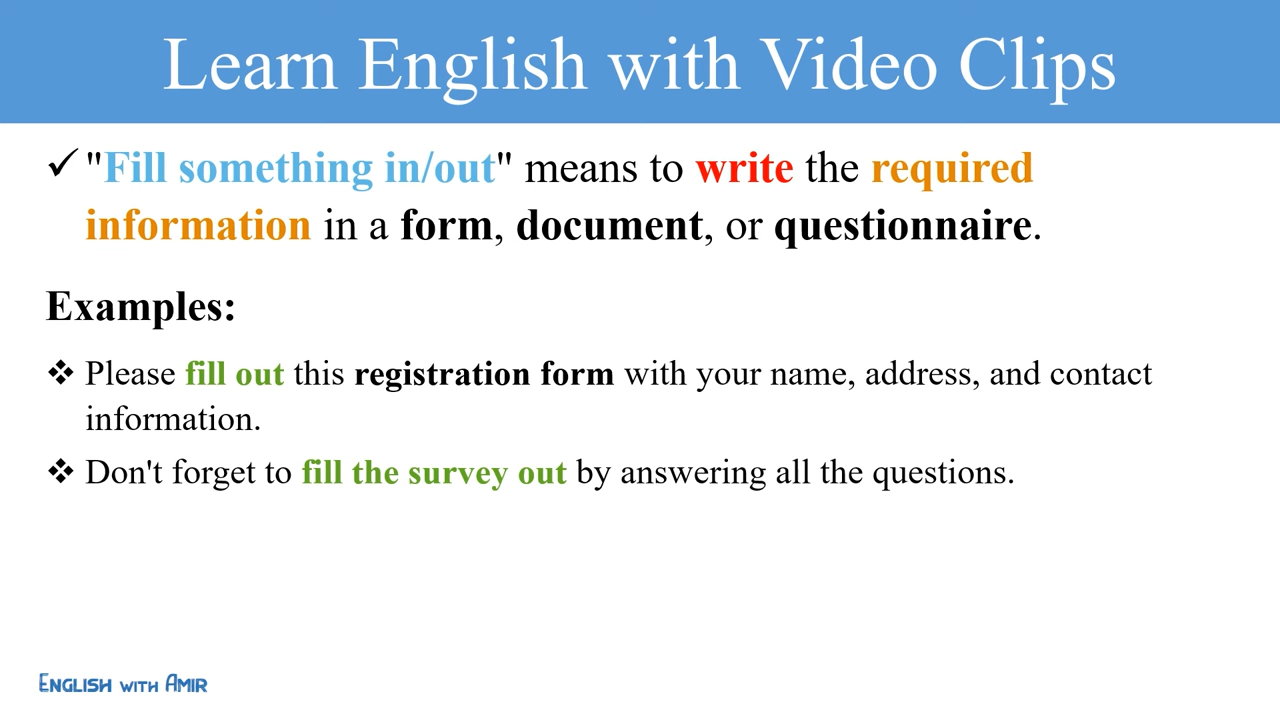 Learn English with Video Clips
✓ "Fill something in/out" means to write the required
information in a form, document, or questionnaire.
Examples:
❖ Please fill out this registration form with your name, address, and contact
information.
❖ Don't forget to fill the survey out by answering all the questions.
English with Amir